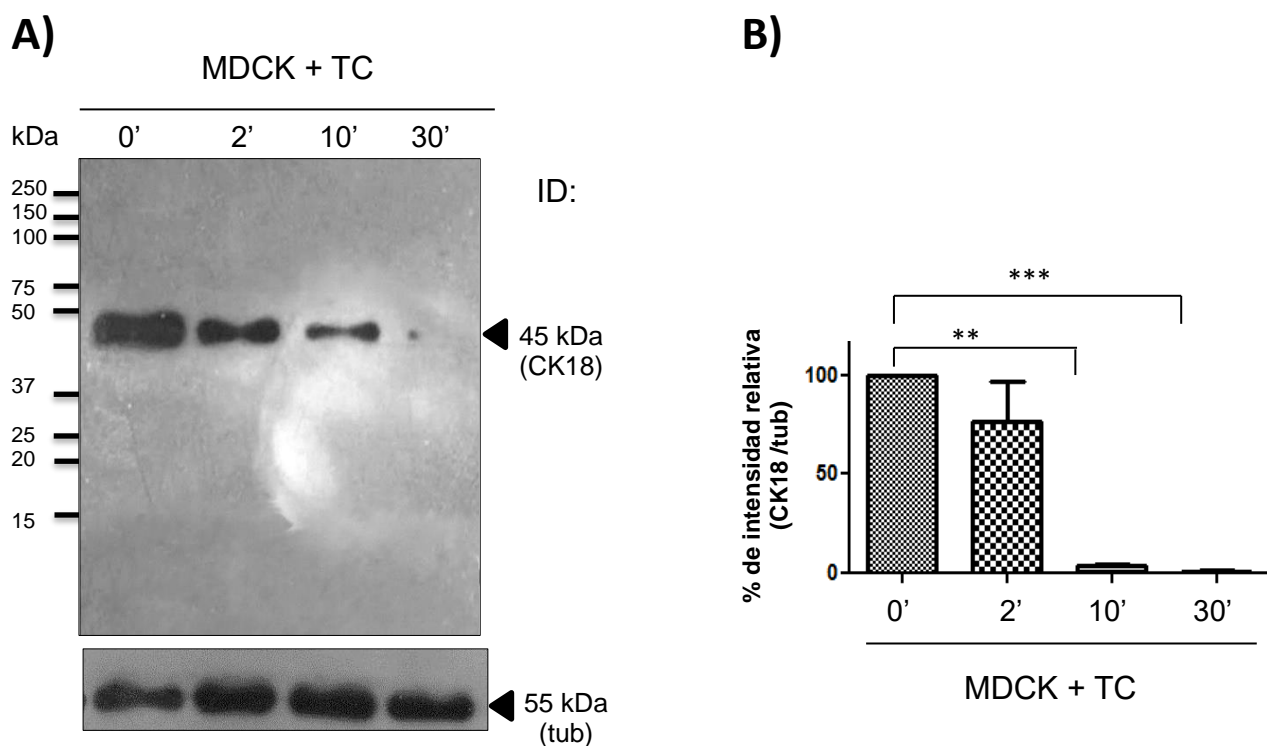 A)
MDCK + TC
kDa 0’ 2’ 10’ 30’
250
150
100
75
50
37
25
20
15
ID:
45 kDa
(CK18)
55 kDa
(tub)
B)
***
**
% de intensidad relativa
(CK18 /tub)
100
50
0
0’ 2’ 10’ 30’
MDCK + TC